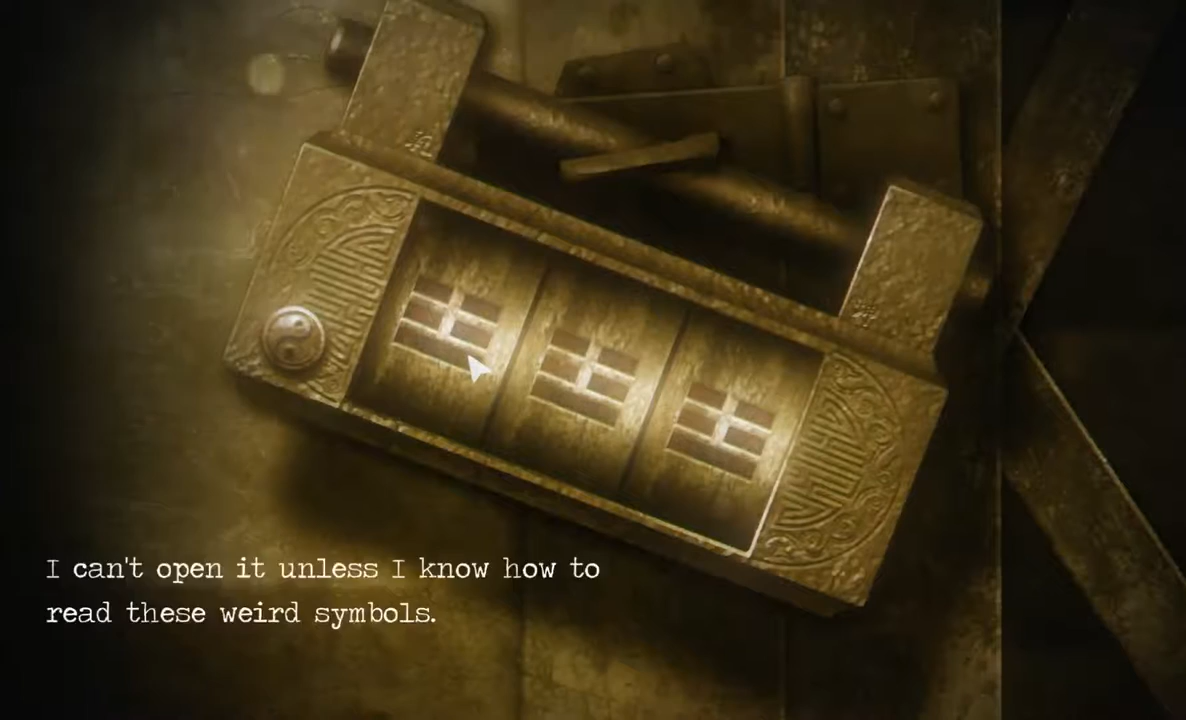 I can't open it unless I know how to
read these weird symbols.